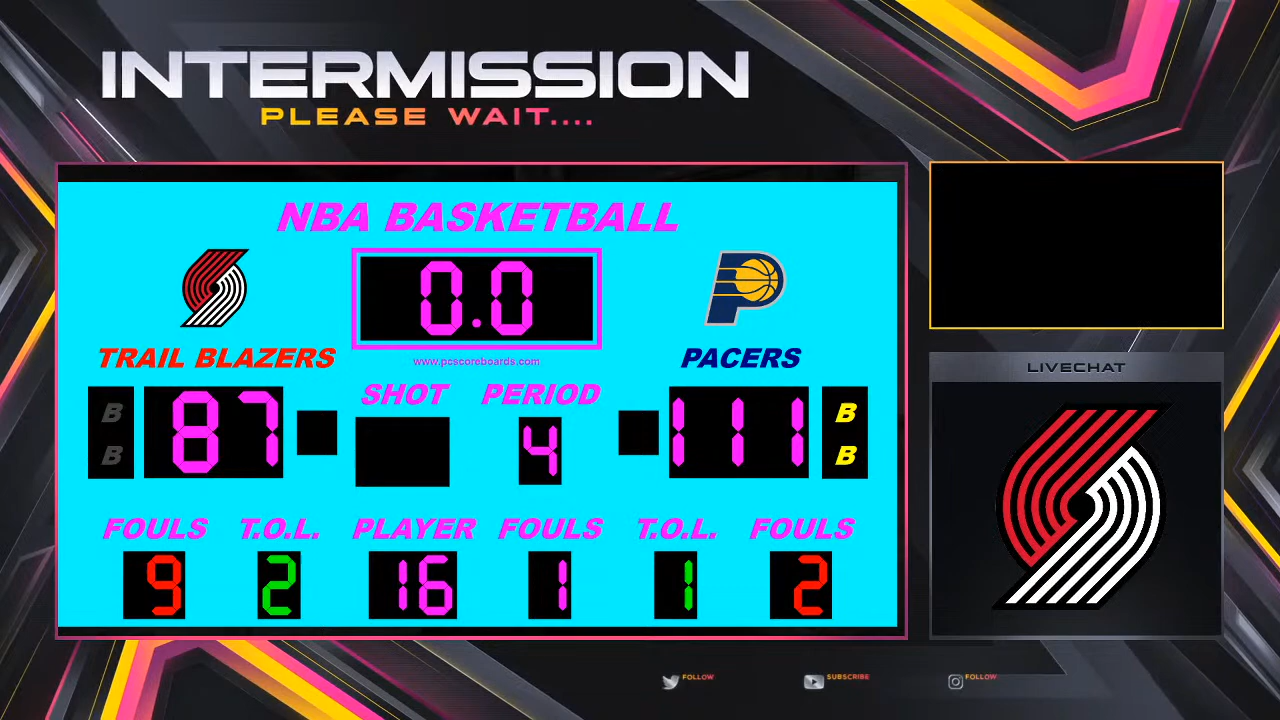 INTERMISSION
PLEASE WAIT....
NBA BASKETBALL
0.0
TRAIL BLAZERS
www.pcscoreboards.com
PACERS
B
B
87
SHOT
PERIOD
4
111
B
B
FOULS
T.O.L.
PLAYER
FOULS
T.O.L.
FOULS
9
2
16
1
1
2
LIVECHAT
FOLLOW
SUBSCRIBE
FOLLOW